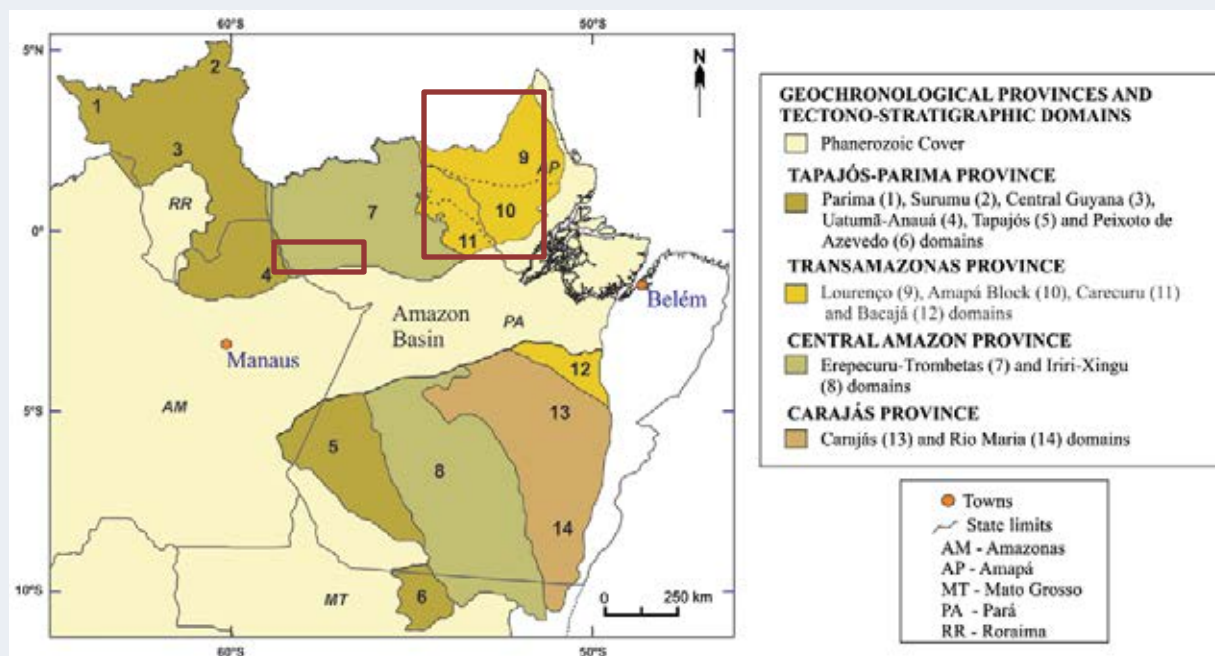 60°S
50°S
5°N
N
2
1
3
9
AP
RR
7
10
0°
11
4
Belém
Amazon
Basin
PA
Manaus
12
AM
13
5°S
5
8
14
10°S
MT
6
0 250 km
60°S
50°S
GEOCHRONOLOGICAL PROVINCES AND
TECTONO-STRATIGRAPHIC DOMAINS
Phanerozoic Cover
TAPAJÓS-PARIMA PROVINCE
Parima (1), Surumu (2), Central Guyana (3),
Uatumã-Anauá (4), Tapajós (5) and Peixoto de
Azevedo (6) domains
TRANSAMAZONAS PROVINCE
Lourenço (9), Amapá Block (10), Carecuru (11)
and Bacajá (12) domains
CENTRAL AMAZON PROVINCE
Erepecuru-Trombetas (7) and Iriri-Xingu
(8) domains
CARAJÁS PROVINCE
Carajás (13) and Rio Maria (14) domains
Towns
State limits
AM - Amazonas
AP - Amapá
MT - Mato Grosso
PA - Pará
RR - Roraima